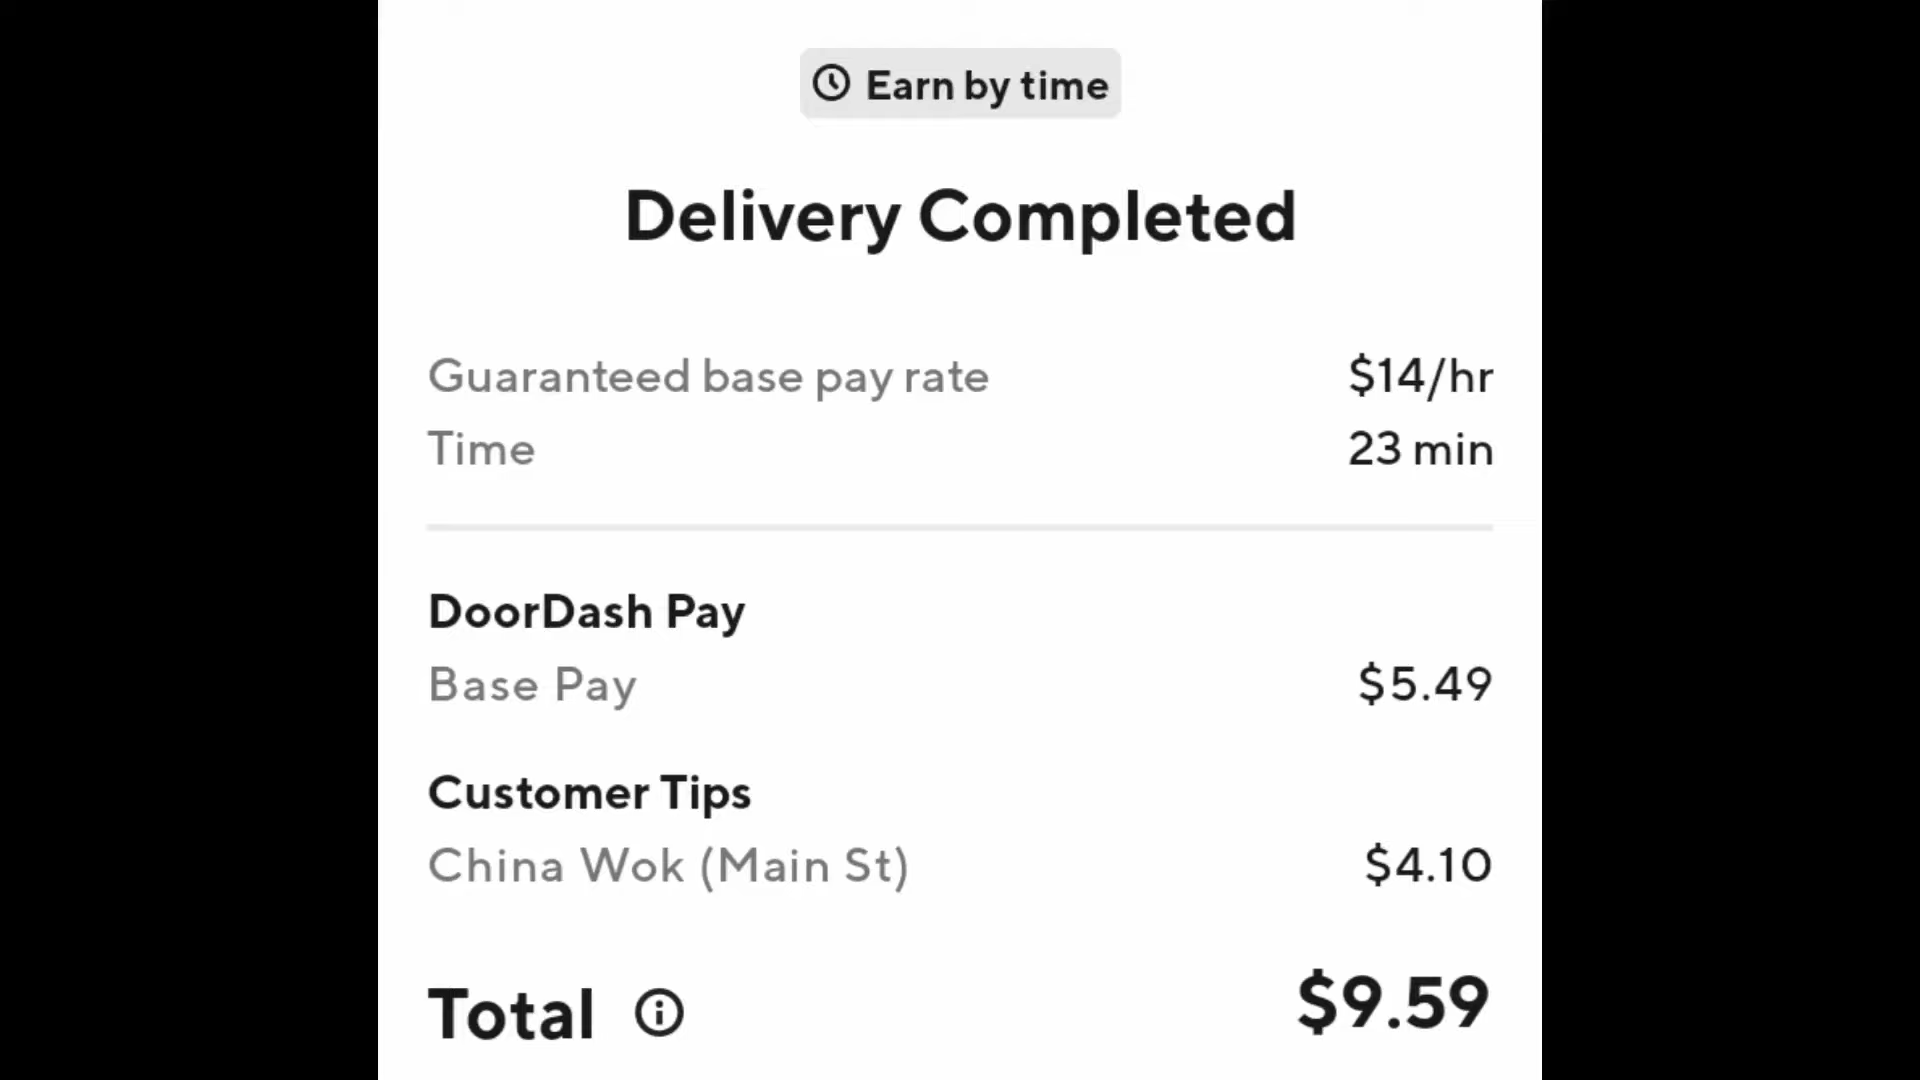 Earn by time
Delivery Completed
Guaranteed base pay rate $14/hr
Time 23 min
DoorDash Pay
Base Pay $5.49
Customer Tips
China Wok (Main St) $4.10
Total $9.59